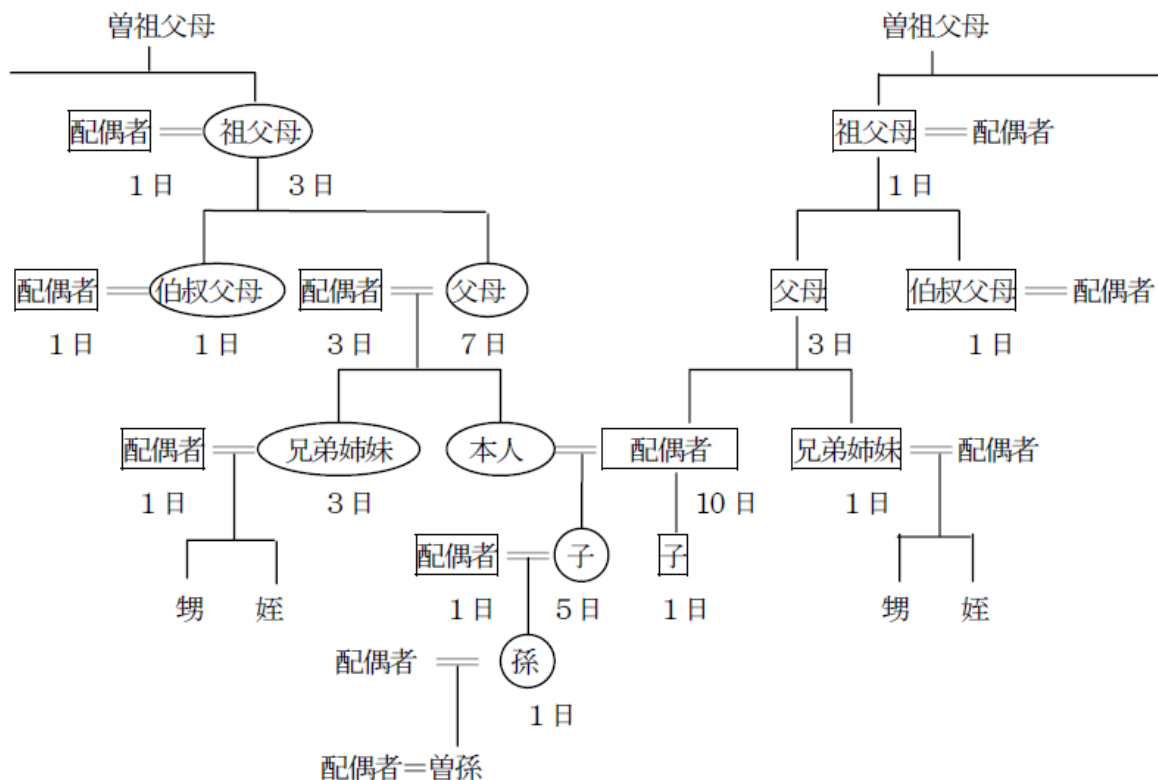 曽祖父母 曽祖父母
配偶者 祖父母 祖父母 配偶者
1日 3日 1日
配偶者 伯叔父母 配偶者 父母 父母 伯叔父母 配偶者
1日 1日 3日 7日 3日 1日
配偶者 兄弟姉妹 本人 配偶者 兄弟姉妹 配偶者
1日 3日 10日 1日
配偶者 子 子
甥 姪 1日 5日 1日 甥 姪
配偶者 孫
1日
配偶者=曽孫